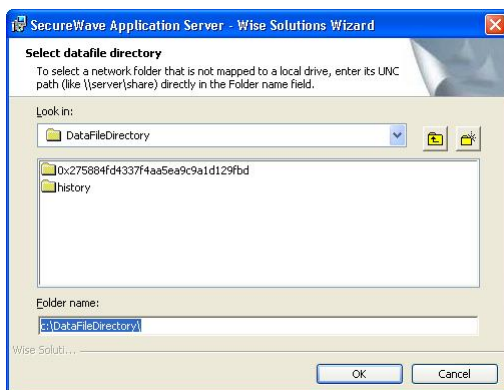 SecureWave Application Server - Wise Solutions Wizard
Select datafile directory
To select a network folder that is not mapped to a local drive, enter its UNC
path (like \\server\share) directly in the Folder name field.
Look in:
DataFileDirectory
0x275884fd4337f4aa5ea9c9a1d129fbd
history
Folder name:
c:\DataFileDirectory\
Wise Soluti...
OK
Cancel